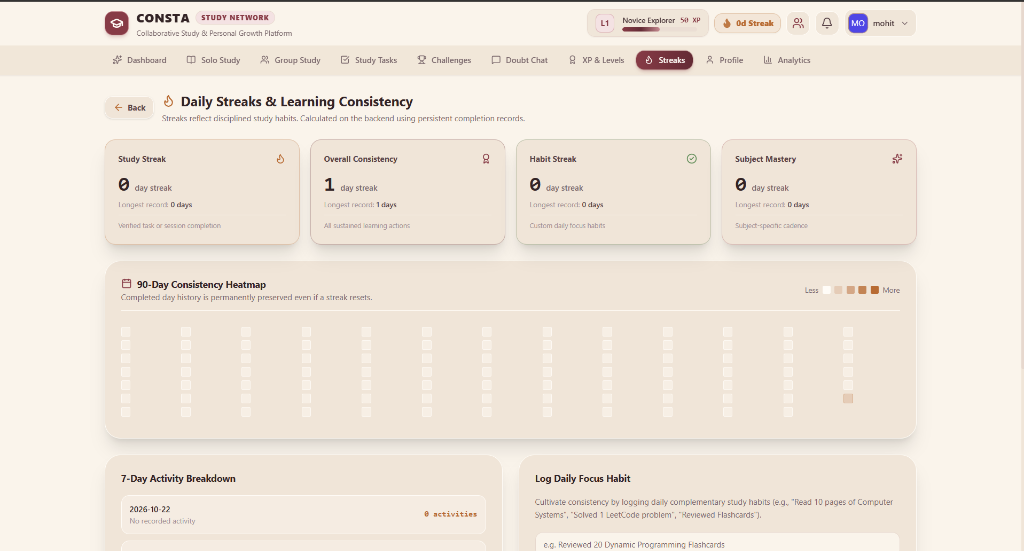 CONSTA STUDY NETWORK
Collaborative Study & Personal Growth Platform
L1 Novice Explorer 50 XP
0d Streak
MO mohit
Dashboard Solo Study Group Study Study Tasks Challenges Doubt Chat XP & Levels Streaks Profile Analytics
Back
Daily Streaks & Learning Consistency
Streaks reflect disciplined study habits. Calculated on the backend using persistent completion records.
Study Streak
0 day streak
Longest record: 0 days
Verified task or session completion
Overall Consistency
1 day streak
Longest record: 1 days
All sustained learning actions
Habit Streak
0 day streak
Longest record: 0 days
Custom daily focus habits
Subject Mastery
0 day streak
Longest record: 0 days
Subject-specific cadence
90-Day Consistency Heatmap
Completed day history is permanently preserved even if a streak resets.
Less More
7-Day Activity Breakdown
2026-10-22
No recorded activity
0 activities
Log Daily Focus Habit
Cultivate consistency by logging daily complementary study habits (e.g., "Read 10 pages of Computer
Systems", "Solved 1 LeetCode problem", "Reviewed Flashcards").
e.g. Reviewed 20 Dynamic Programming Flashcards